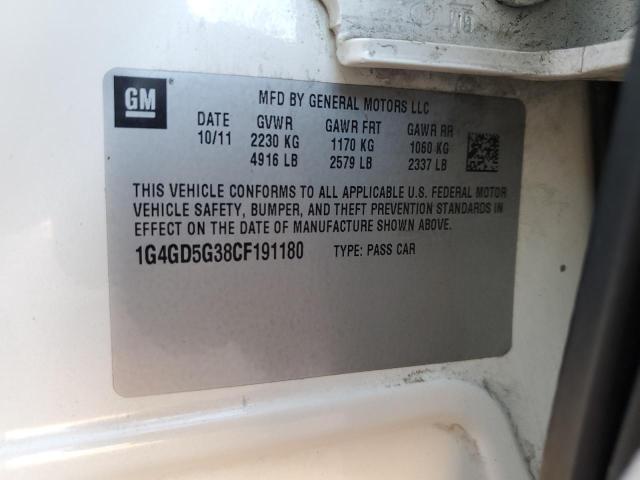 GM
MFD BY GENERAL MOTORS LLC
DATE GVWR GAWR FRT GAWR RR
10/11 2230 KG 1170 KG 1060 KG
4916 LB 2579 LB 2337 LB
THIS VEHICLE CONFORMS TO ALL APPLICABLE U.S. FEDERAL MOTOR
VEHICLE SAFETY, BUMPER, AND THEFT PREVENTION STANDARDS IN
EFFECT ON THE DATE OF MANUFACTURE SHOWN ABOVE.
1G4GD5G38CF191180 TYPE: PASS CAR